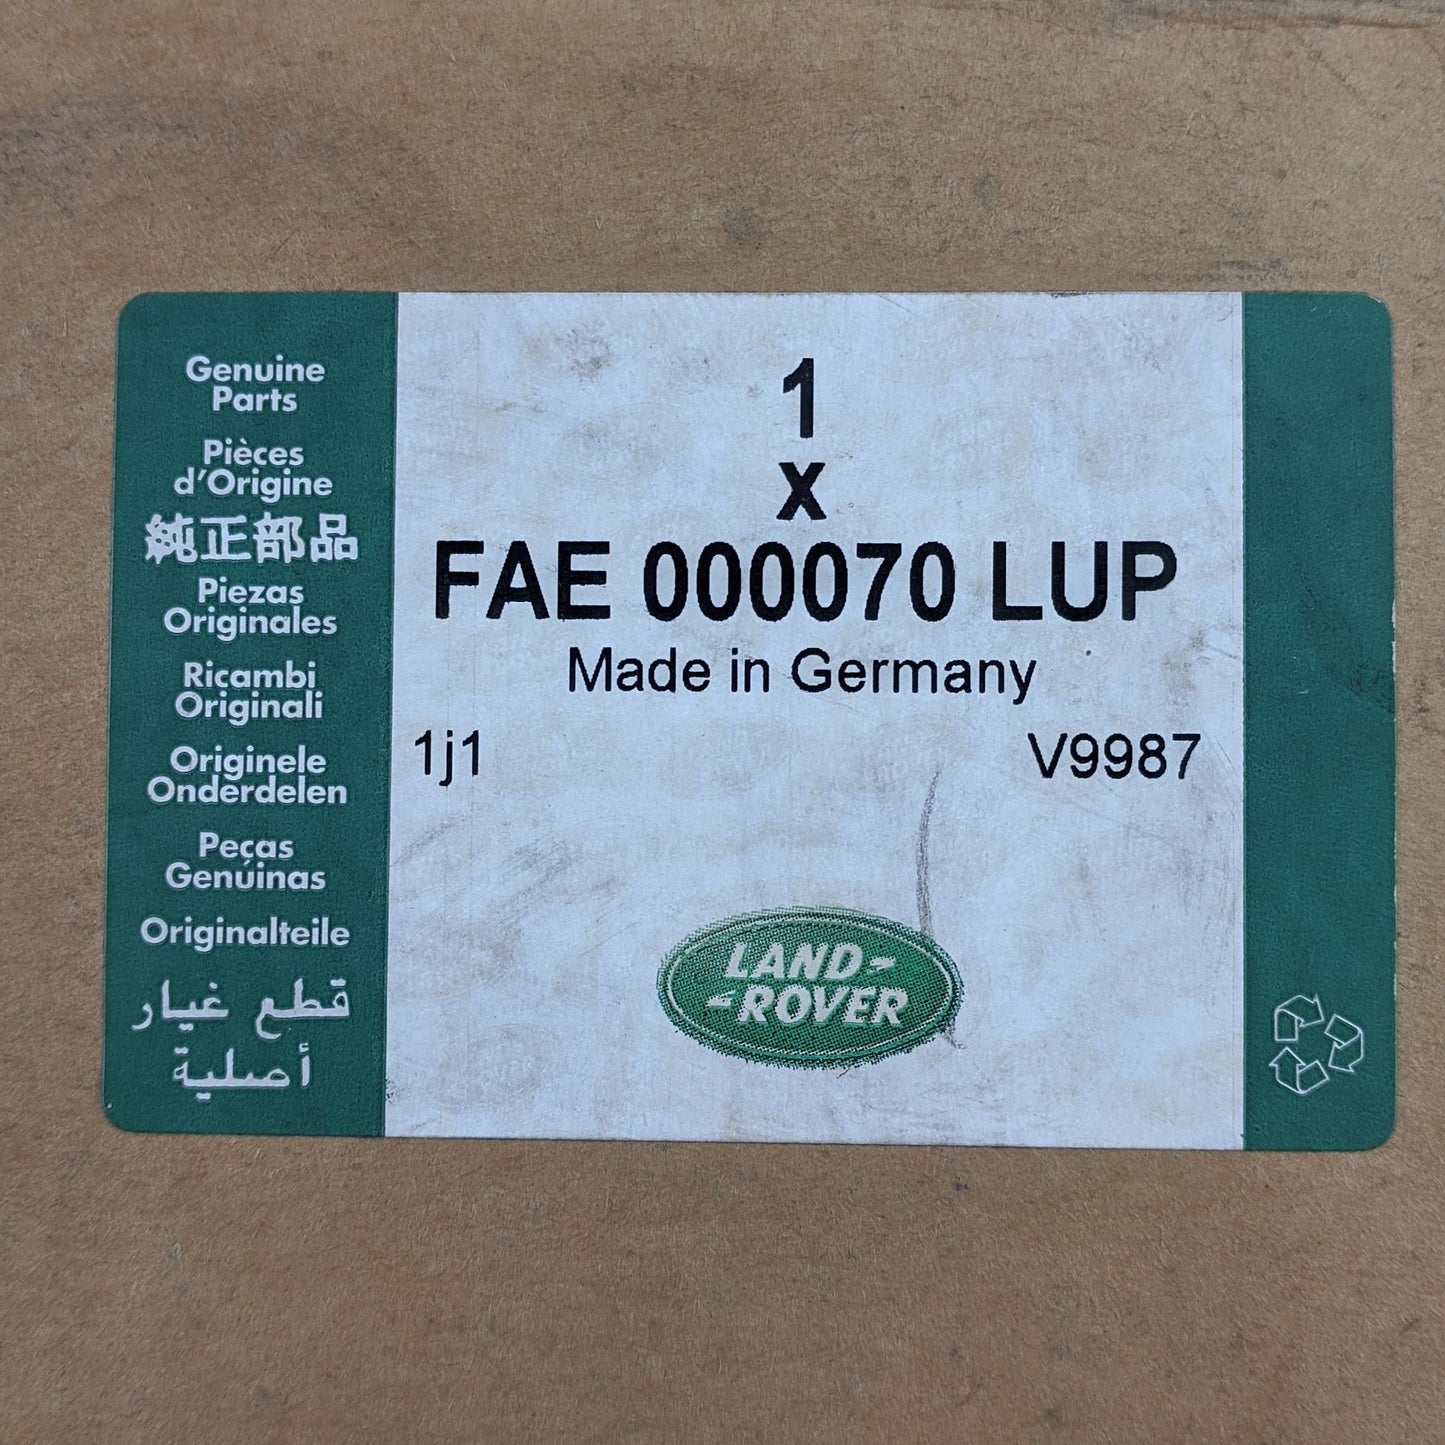 Genuine
Parts
Pièces
d'Origine
純正部品
Piezas
Originales
Ricambi
Originali
Originele
Onderdelen
Peças
Genúinas
Originalteile
قطع غيار
أصلية
1
x
FAE 000070 LUP
Made in Germany
1j1 V9987
LAND-
-ROVER